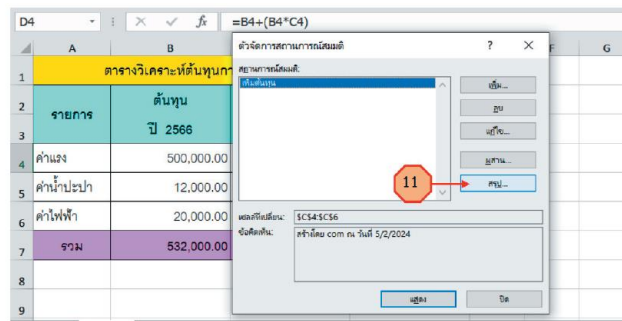 D4 fx =B4+(B4*C4)
A B F G
1 ตารางวิเคราะห์ต้นทุนกา
2 รายการ ต้นทุน
3 ปี 2566
4 ค่าแรง 500,000.00
5 ค่าน้ำประปา 12,000.00
6 ค่าไฟฟ้า 20,000.00
7 รวม 532,000.00
8
9
ตัวจัดการสถานการณ์สมมติ ? ×
สถานการณ์สมมติ:
เพิ่มต้นทุน
เพิ่ม...
ลบ
แก้ไข...
ผสาน...
11 สรุป...
เซลล์ที่เปลี่ยน: $C$4:$C$6
ข้อคิดเห็น: สร้างโดย com ณ วันที่ 5/2/2024
แสดง ปิด